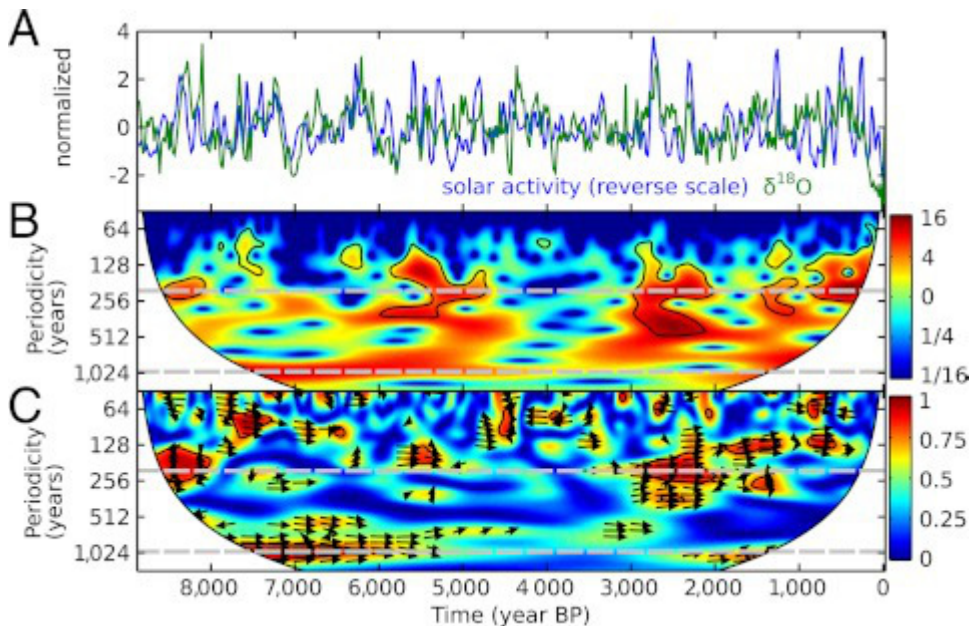 A
4
2
0
-2
normalized
solar activity (reverse scale) δ¹⁸O
B
64
128
256
512
1,024
Periodicity
(years)
16
4
0
1/4
1/16
C
64
128
256
512
1,024
Periodicity
(years)
1
0.75
0.5
0.25
0
8,000 7,000 6,000 5,000 4 000 3,000 2,000 1,000 0
Time (year BP)